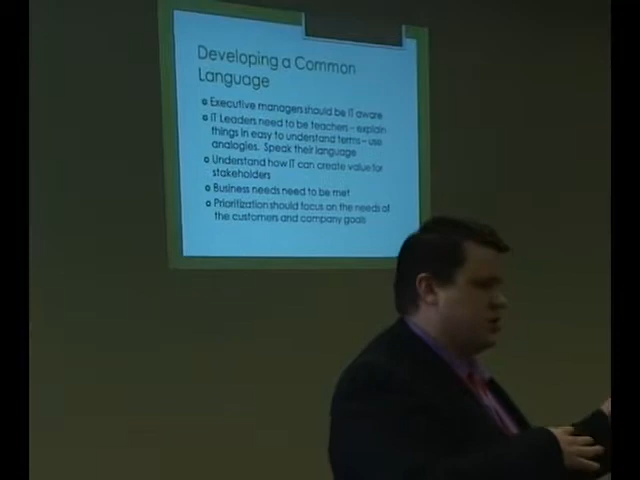 Developing a Common
Language
Executive managers should be IT aware
IT Leaders need to be teachers – explain
things in easy to understand terms – use
analogies. Speak their language
Understand how IT can create value for
stakeholders
Business needs need to be met
Prioritization should focus on the needs of
the customers and company goals